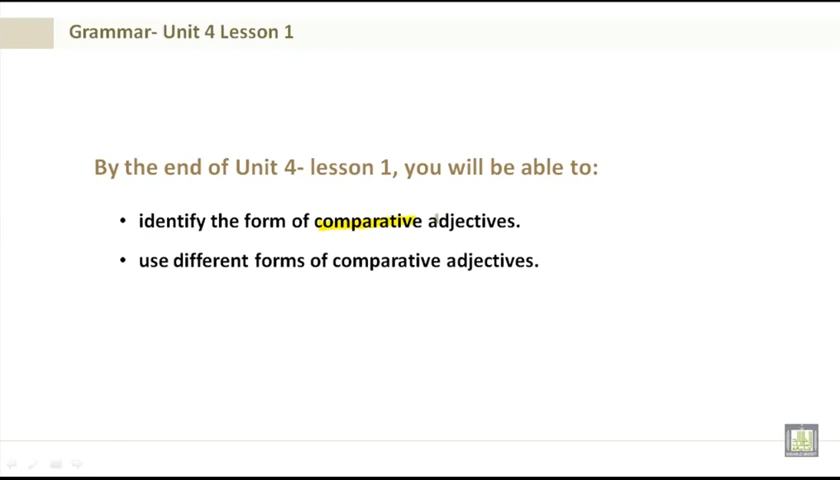 Grammar- Unit 4 Lesson 1
By the end of Unit 4- lesson 1, you will be able to:
• identify the form of comparative adjectives.
• use different forms of comparative adjectives.